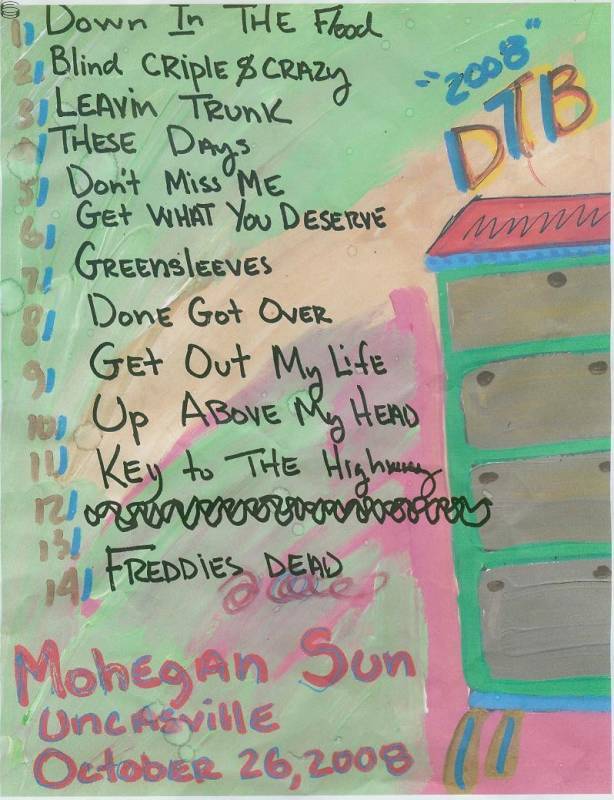 1) Down In THE Flood
2) Blind CRIPLE & CRAZY
3) LEAVIN TRUNK
4) THESE Days
5) Don't Miss ME
6) Get WHAT You DESERVE
7) GREENSLEEVES
8) DONE Got OVER
9) GET Out My Life
10) Up ABOVE My HEAD
11) KEy to THE Highway
12)
13)
14) FREDDIES DEAD
"2008"
DTB
MOHEGAN SUN
UNCASVillE
OCTOBER 26, 2008